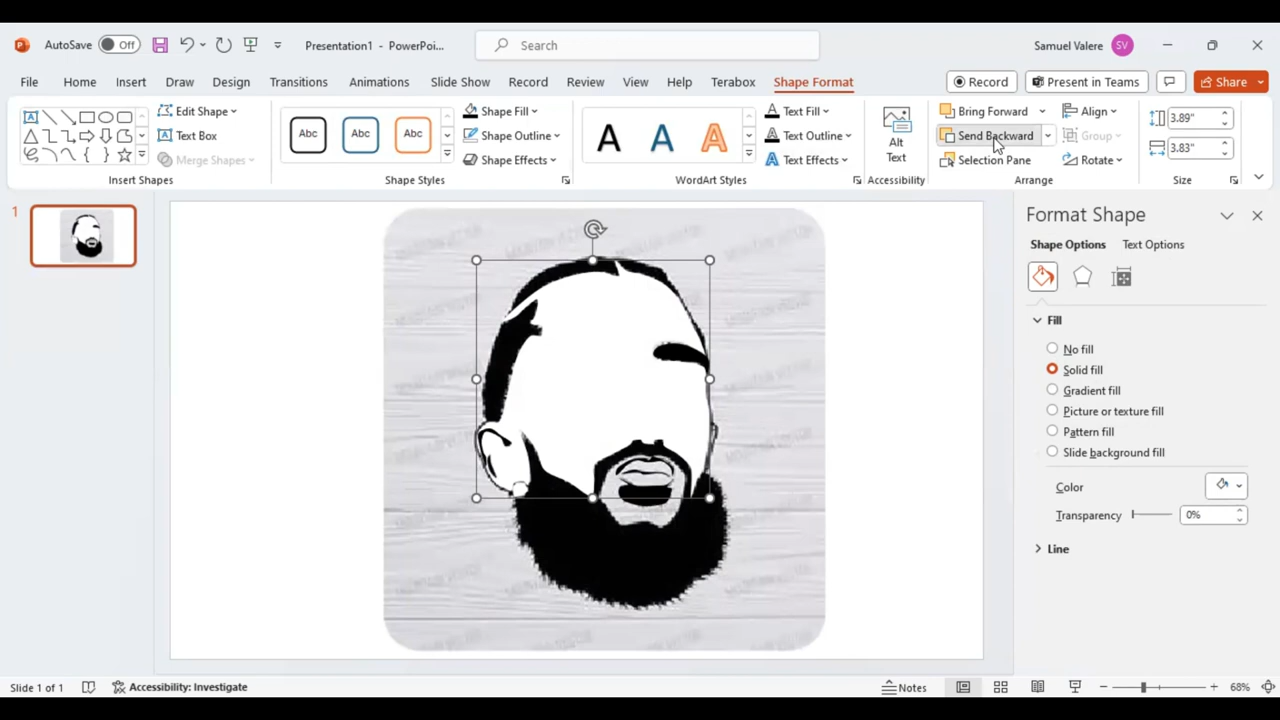 AutoSave Off Presentation1 - PowerPoi... Search Samuel Valere SV
File Home Insert Draw Design Transitions Animations Slide Show Record Review View Help Terabox Shape Format Record Present in Teams Share
Edit Shape
Text Box
Merge Shapes
Insert Shapes
Abc Abc Abc
Shape Fill
Shape Outline
Shape Effects
Shape Styles
A A A
Text Fill
Text Outline
Text Effects
WordArt Styles
Alt
Text
Accessibility
Bring Forward
Send Backward
Selection Pane
Align
Group
Rotate
Arrange
3.89"
3.83"
Size
1
Format Shape
Shape Options Text Options
Fill
No fill
Solid fill
Gradient fill
Picture or texture fill
Pattern fill
Slide background fill
Color
Transparency 0%
Line
Slide 1 of 1 Accessibility: Investigate Notes 68%